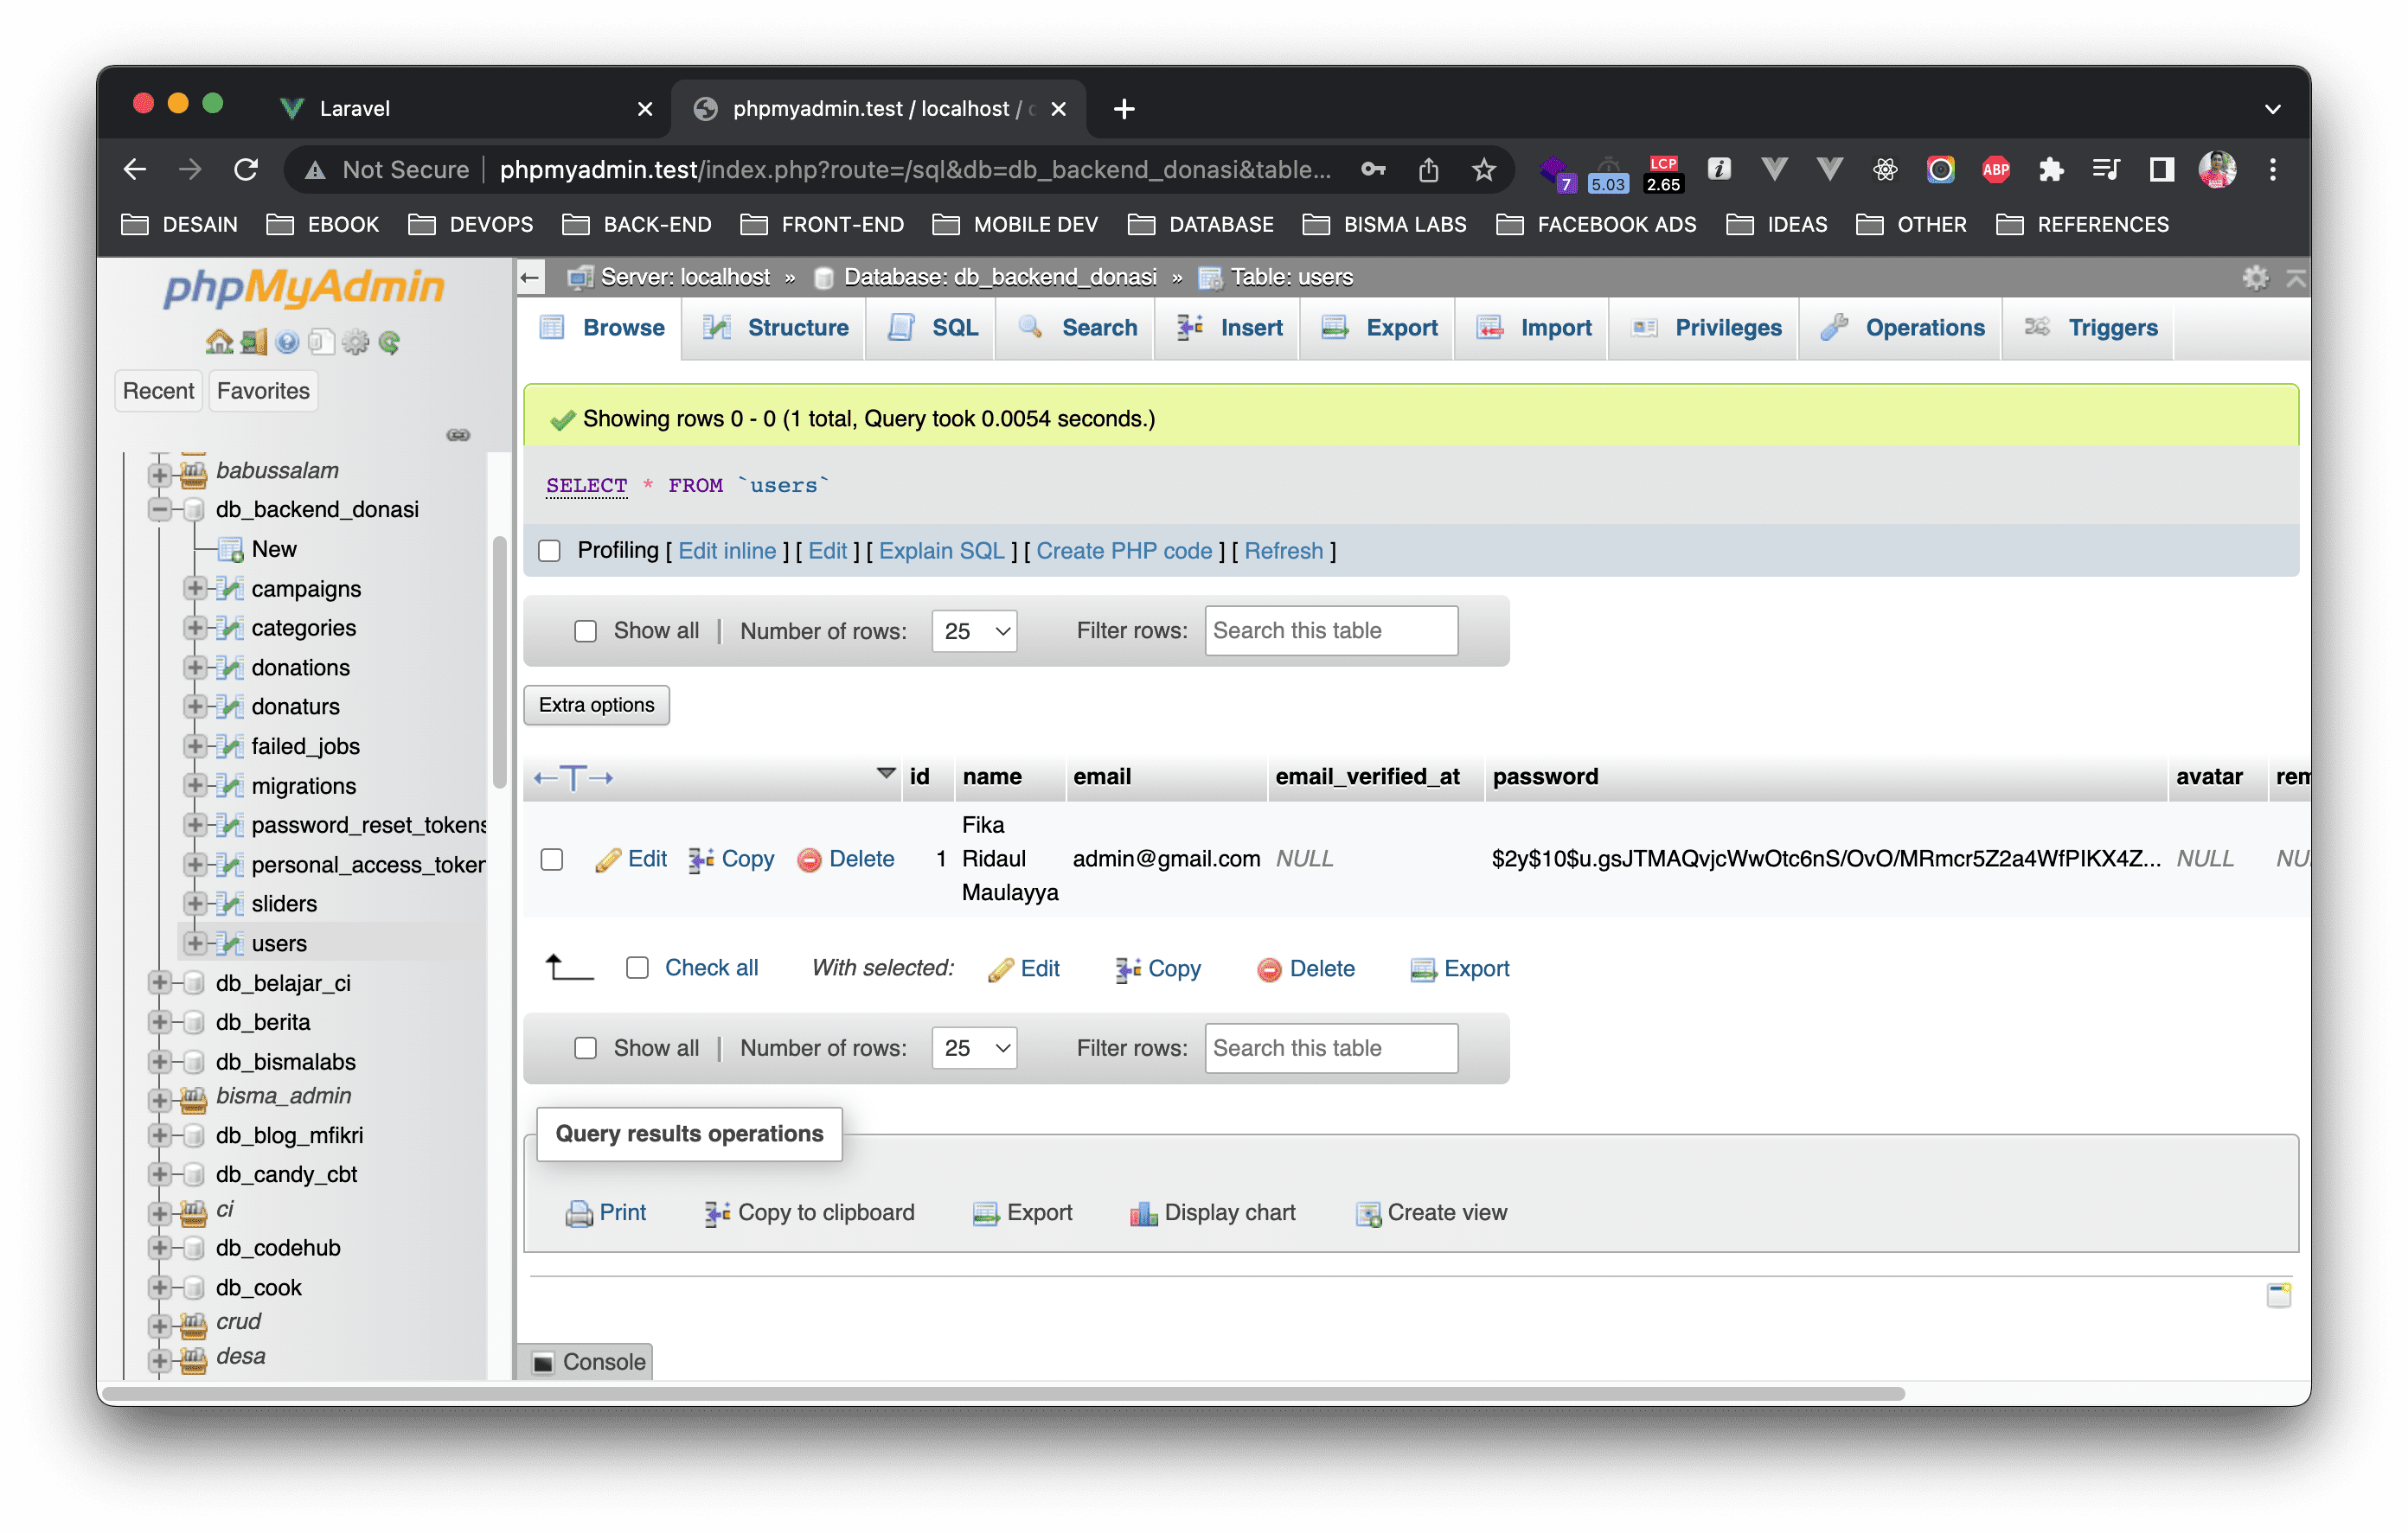 Laravel
phpmyadmin.test / localhost /
Not Secure phpmyadmin.test/index.php?route=/sql&db=db_backend_donasi&table...
7 5.03 LCP 2.65 ABP
DESAIN EBOOK DEVOPS BACK-END FRONT-END MOBILE DEV DATABASE BISMA LABS FACEBOOK ADS IDEAS OTHER REFERENCES
phpMyAdmin
Recent Favorites
babussalam
db_backend_donasi
New
campaigns
categories
donations
donaturs
failed_jobs
migrations
password_reset_tokens
personal_access_token
sliders
users
db_belajar_ci
db_berita
db_bismalabs
bisma_admin
db_blog_mfikri
db_candy_cbt
ci
db_codehub
db_cook
crud
desa
Server: localhost » Database: db_backend_donasi » Table: users
Browse Structure SQL Search Insert Export Import Privileges Operations Triggers
Showing rows 0 - 0 (1 total, Query took 0.0054 seconds.)
SELECT * FROM `users`
Profiling [ Edit inline ] [ Edit ] [ Explain SQL ] [ Create PHP code ] [ Refresh ]
Show all | Number of rows: 25 Filter rows: Search this table
Extra options
←T→ id name email email_verified_at password avatar rem
Edit Copy Delete 1 Fika Ridaul Maulayya admin@gmail.com NULL $2y$10$u.gsJTMAQvjcWwOtc6nS/OvO/MRmcr5Z2a4WfPIKX4Z... NULL NU
Check all With selected: Edit Copy Delete Export
Show all | Number of rows: 25 Filter rows: Search this table
Query results operations
Print Copy to clipboard Export Display chart Create view
Console